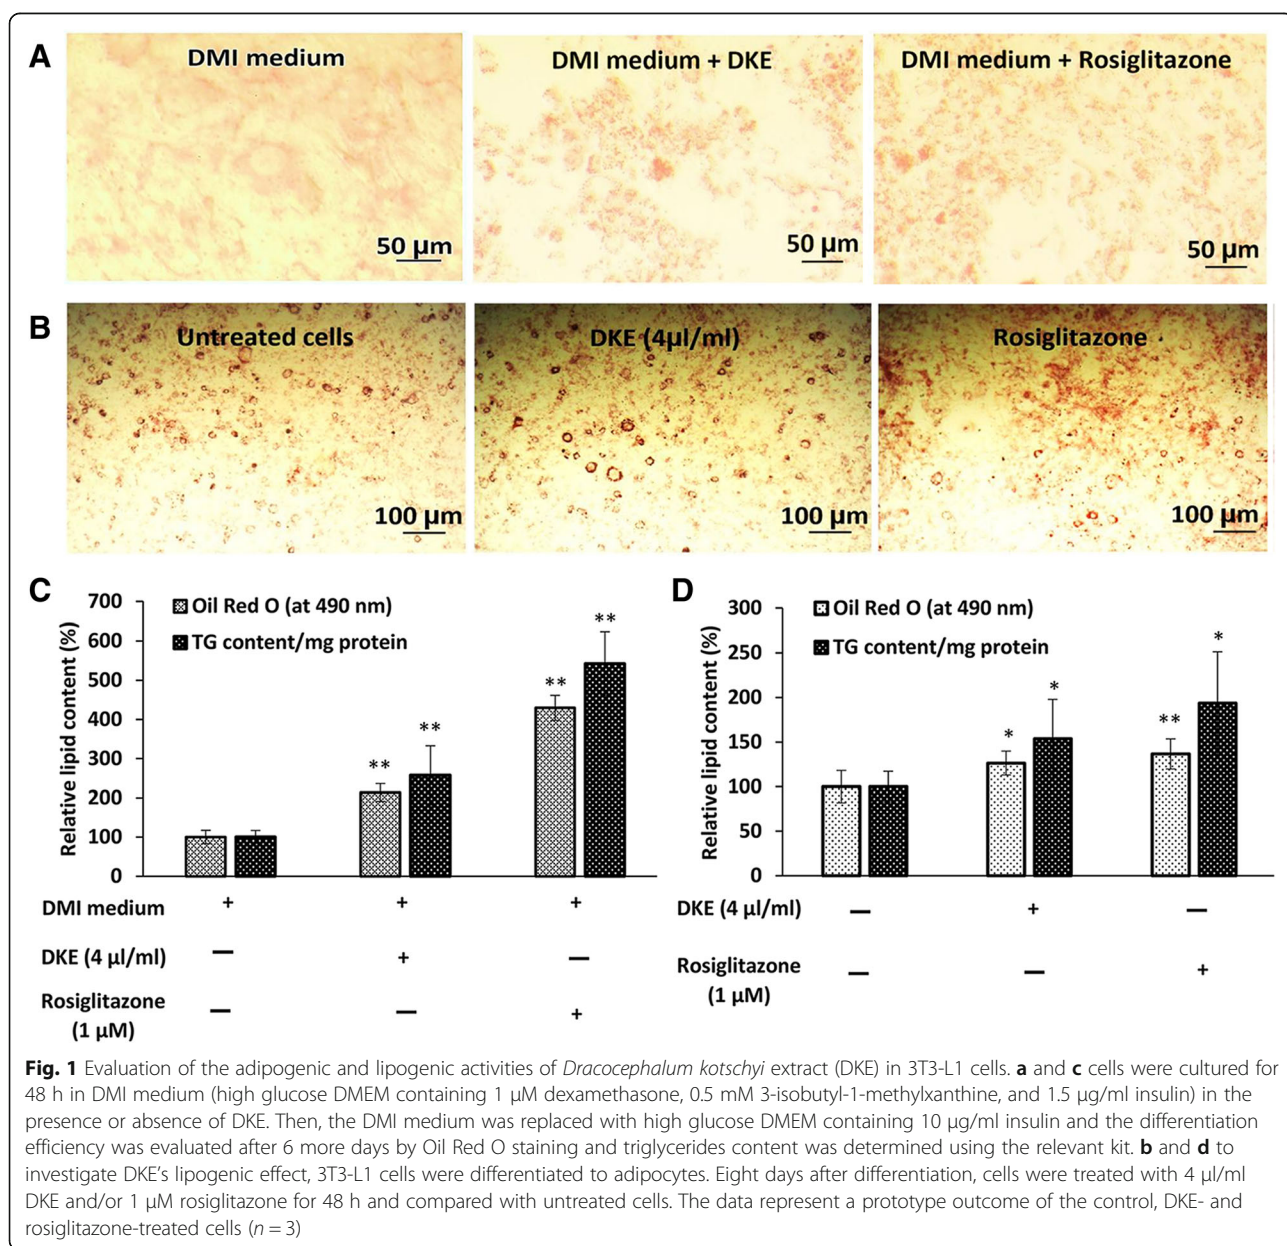 A
DMI medium
DMI medium + DKE
DMI medium + Rosiglitazone
50 µm
50 µm
50 µm
B
Untreated cells
DKE (4µl/ml)
Rosiglitazone
100 µm
100 µm
100 µm
C
Relative lipid content (%)
700
600
500
400
300
200
100
0
Oil Red O (at 490 nm)
TG content/mg protein
**
**
**
**
DMI medium + + +
DKE (4 µl/ml) — + —
Rosiglitazone
(1 µM) — — +
D
Relative lipid content (%)
300
250
200
150
100
50
0
Oil Red O (at 490 nm)
TG content/mg protein
*
*
**
*
DKE (4 µl/ml) — + —
Rosiglitazone
(1 µM) — — +
Fig. 1 Evaluation of the adipogenic and lipogenic activities of Dracocephalum kotschyi extract (DKE) in 3T3-L1 cells. a and c cells were cultured for
48 h in DMI medium (high glucose DMEM containing 1 µM dexamethasone, 0.5 mM 3-isobutyl-1-methylxanthine, and 1.5 µg/ml insulin) in the
presence or absence of DKE. Then, the DMI medium was replaced with high glucose DMEM containing 10 µg/ml insulin and the differentiation
efficiency was evaluated after 6 more days by Oil Red O staining and triglycerides content was determined using the relevant kit. b and d to
investigate DKE's lipogenic effect, 3T3-L1 cells were differentiated to adipocytes. Eight days after differentiation, cells were treated with 4 µl/ml
DKE and/or 1 µM rosiglitazone for 48 h and compared with untreated cells. The data represent a prototype outcome of the control, DKE- and
rosiglitazone-treated cells (n = 3)